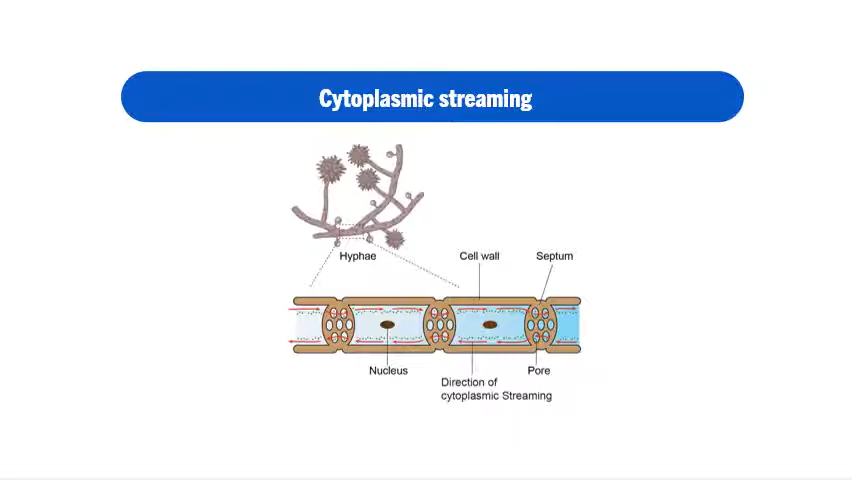 Cytoplasmic streaming
Hyphae
Cell wall
Septum
Nucleus
Direction of
cytoplasmic Streaming
Pore